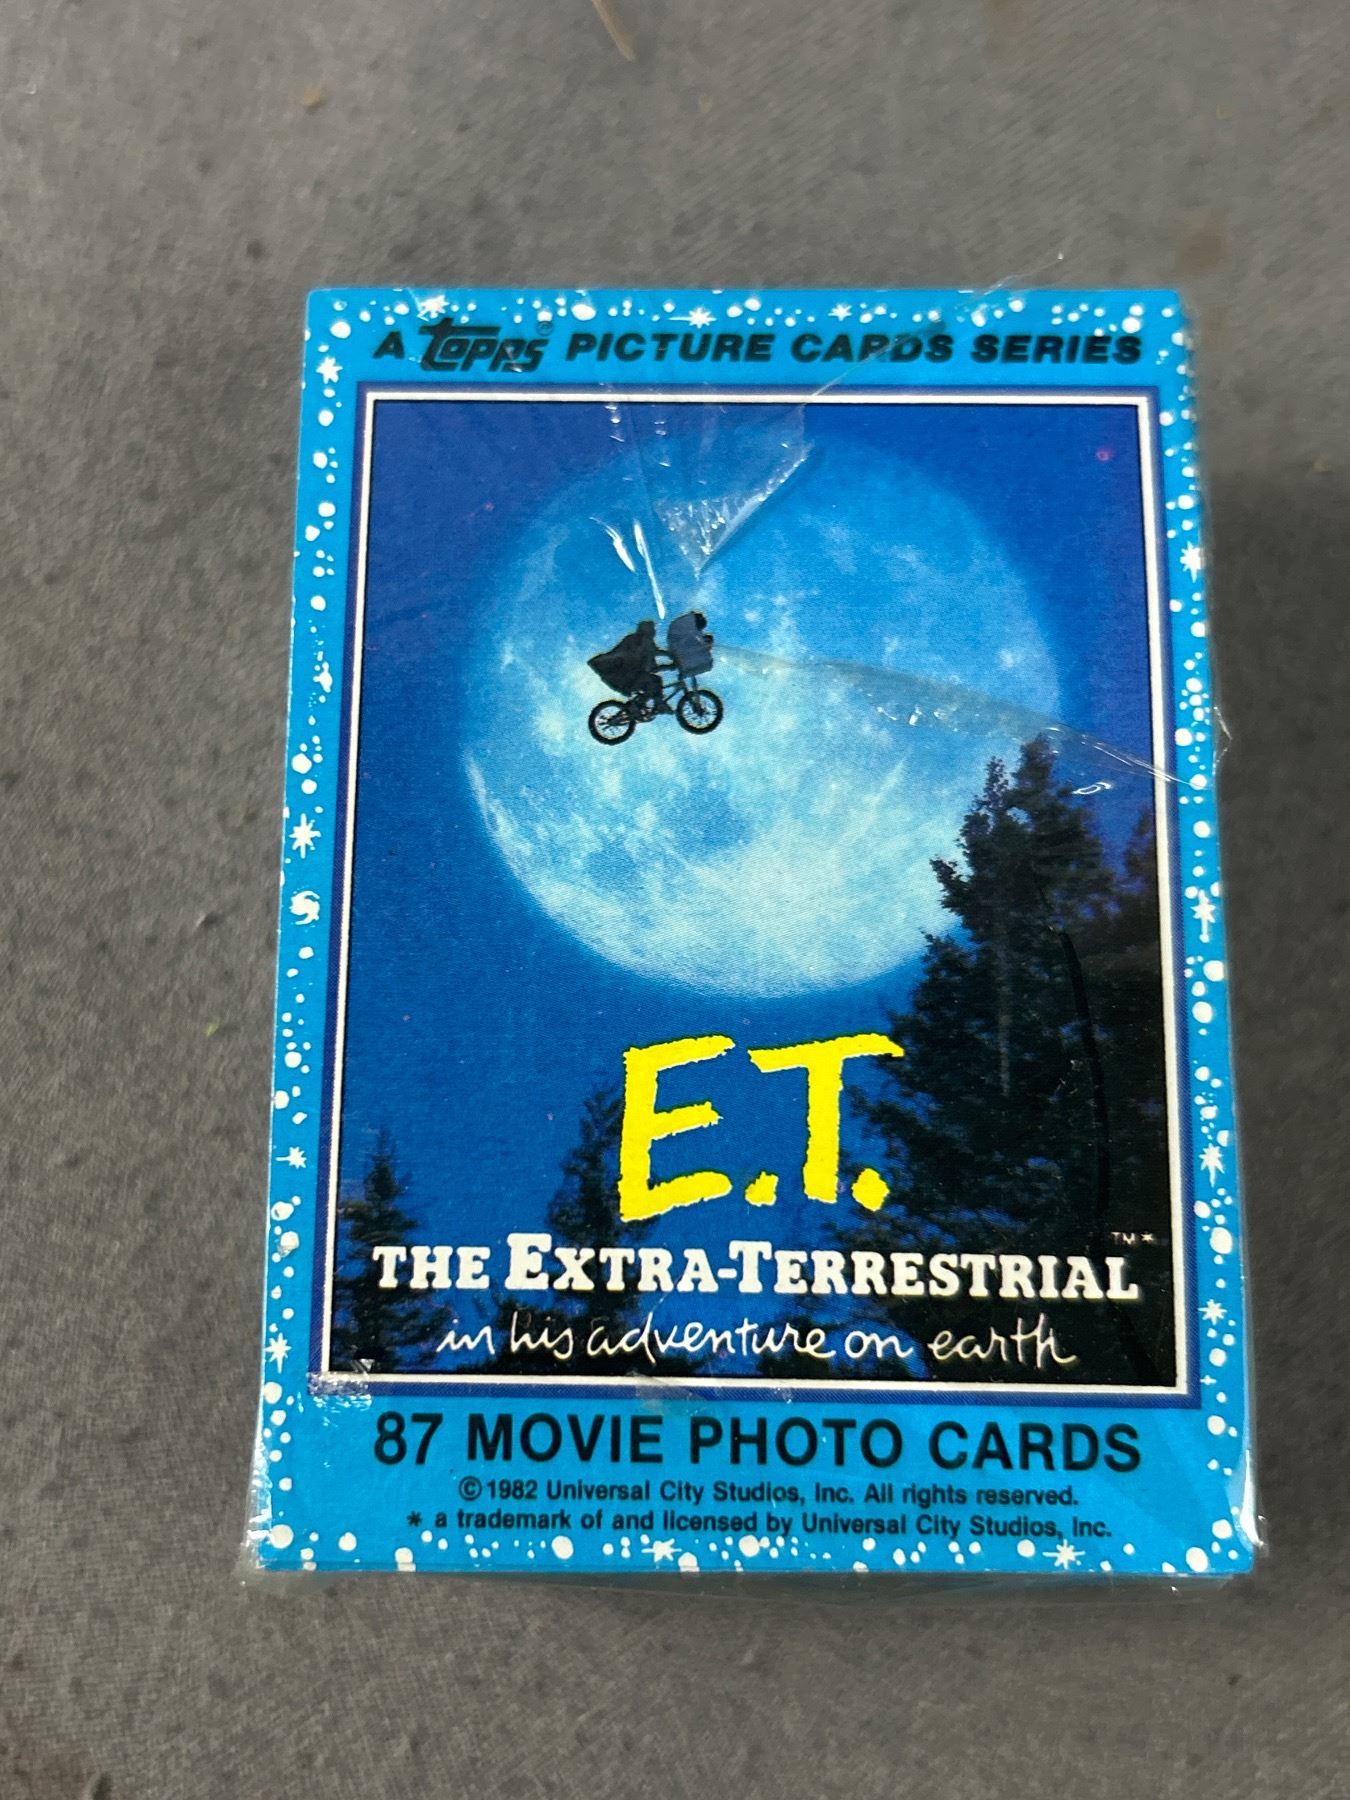 A Topps® PICTURE CARDS SERIES
E.T.
TM *
THE EXTRA-TERRESTRIAL
in his adventure on earth
87 MOVIE PHOTO CARDS
©1982 Universal City Studios, Inc. All rights reserved.
* a trademark of and licensed by Universal City Studios, Inc.